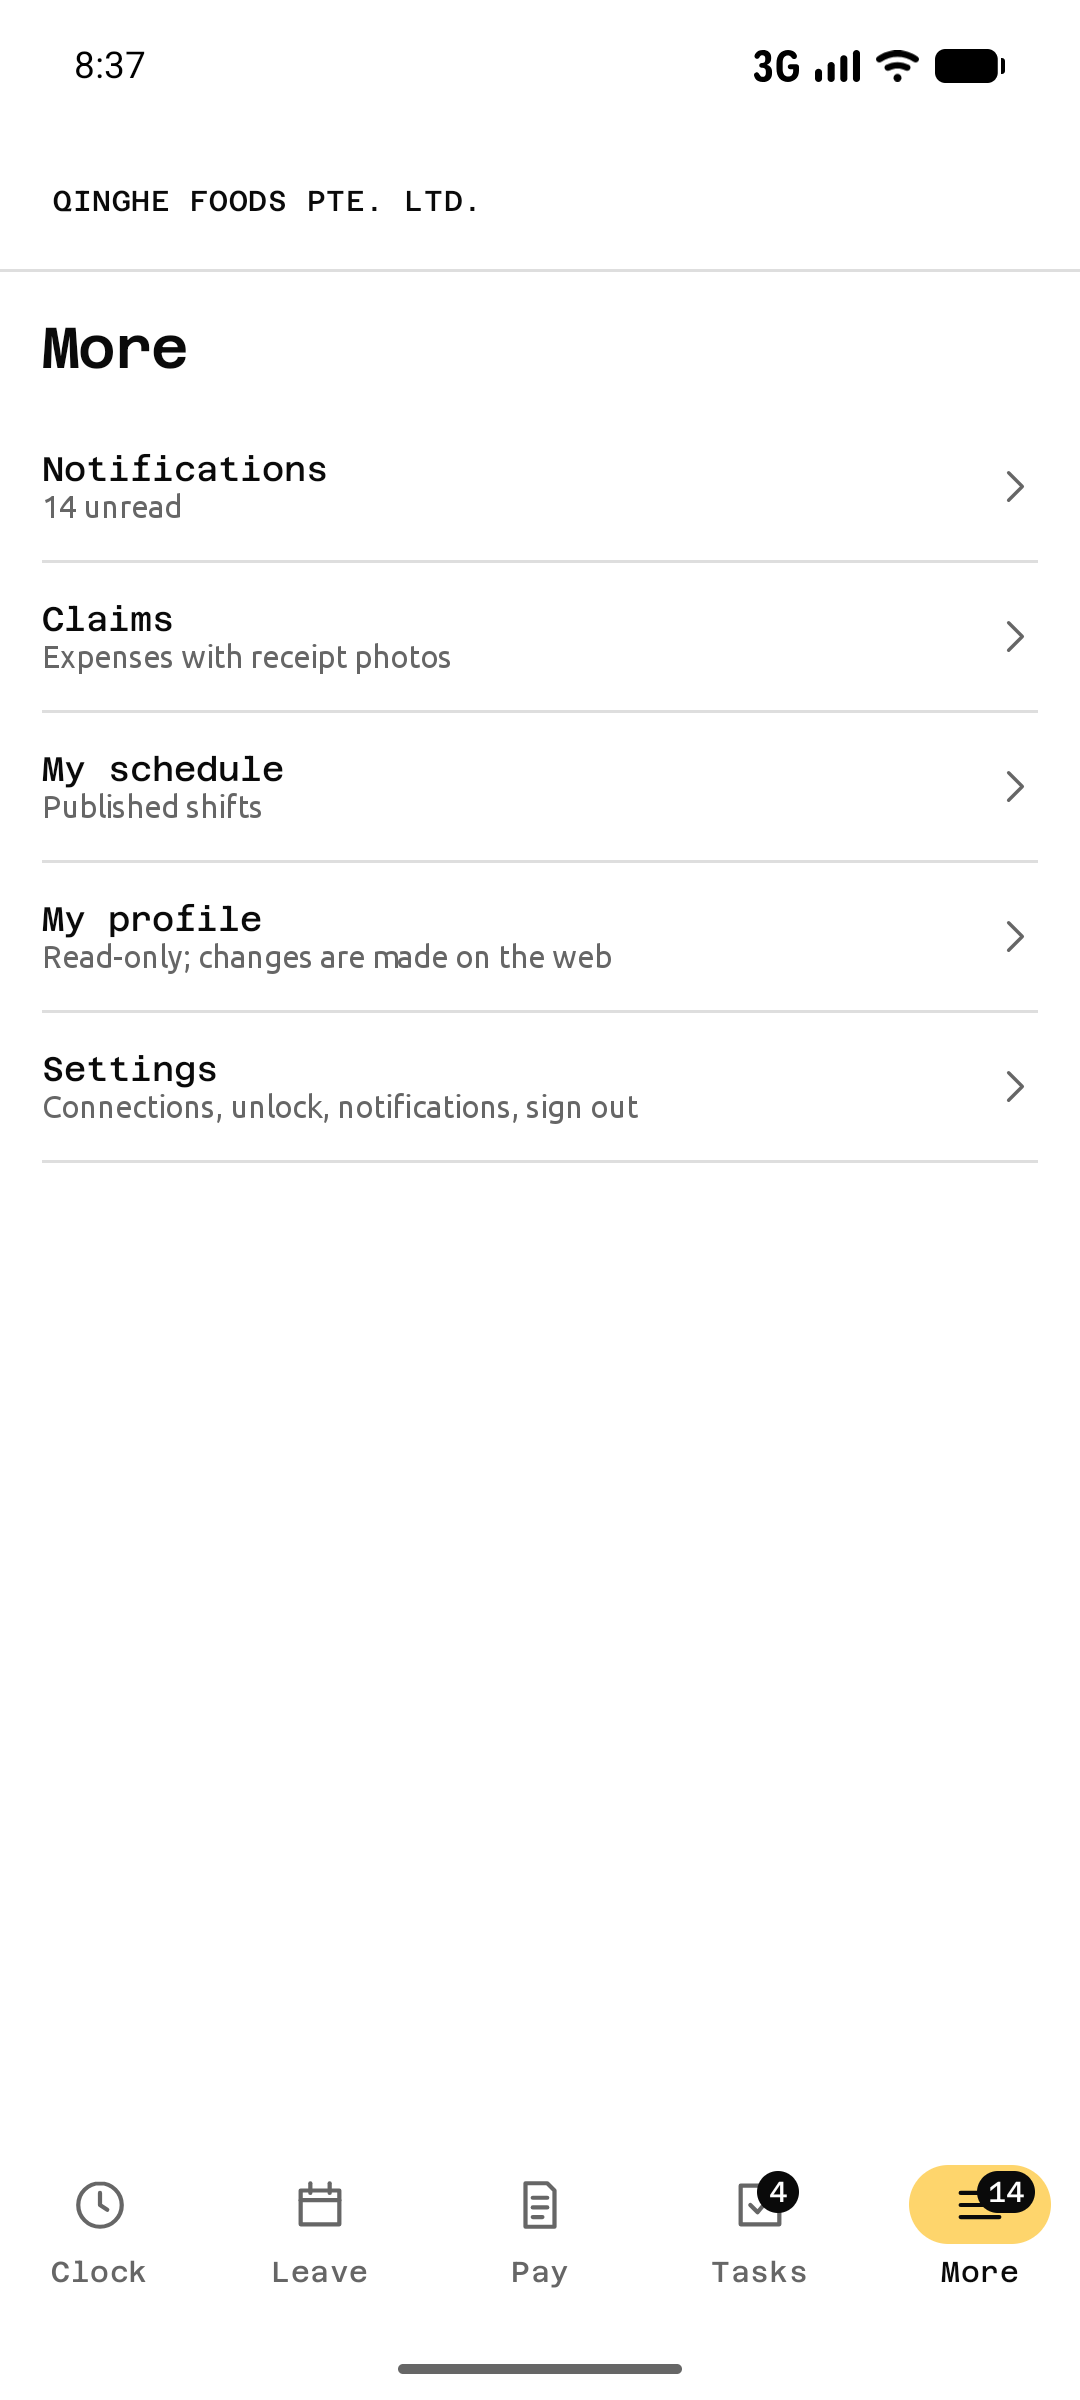 8:37 3G
QINGHE FOODS PTE. LTD.
More
Notifications
14 unread
Claims
Expenses with receipt photos
My schedule
Published shifts
My profile
Read-only; changes are made on the web
Settings
Connections, unlock, notifications, sign out
4 14
Clock Leave Pay Tasks More